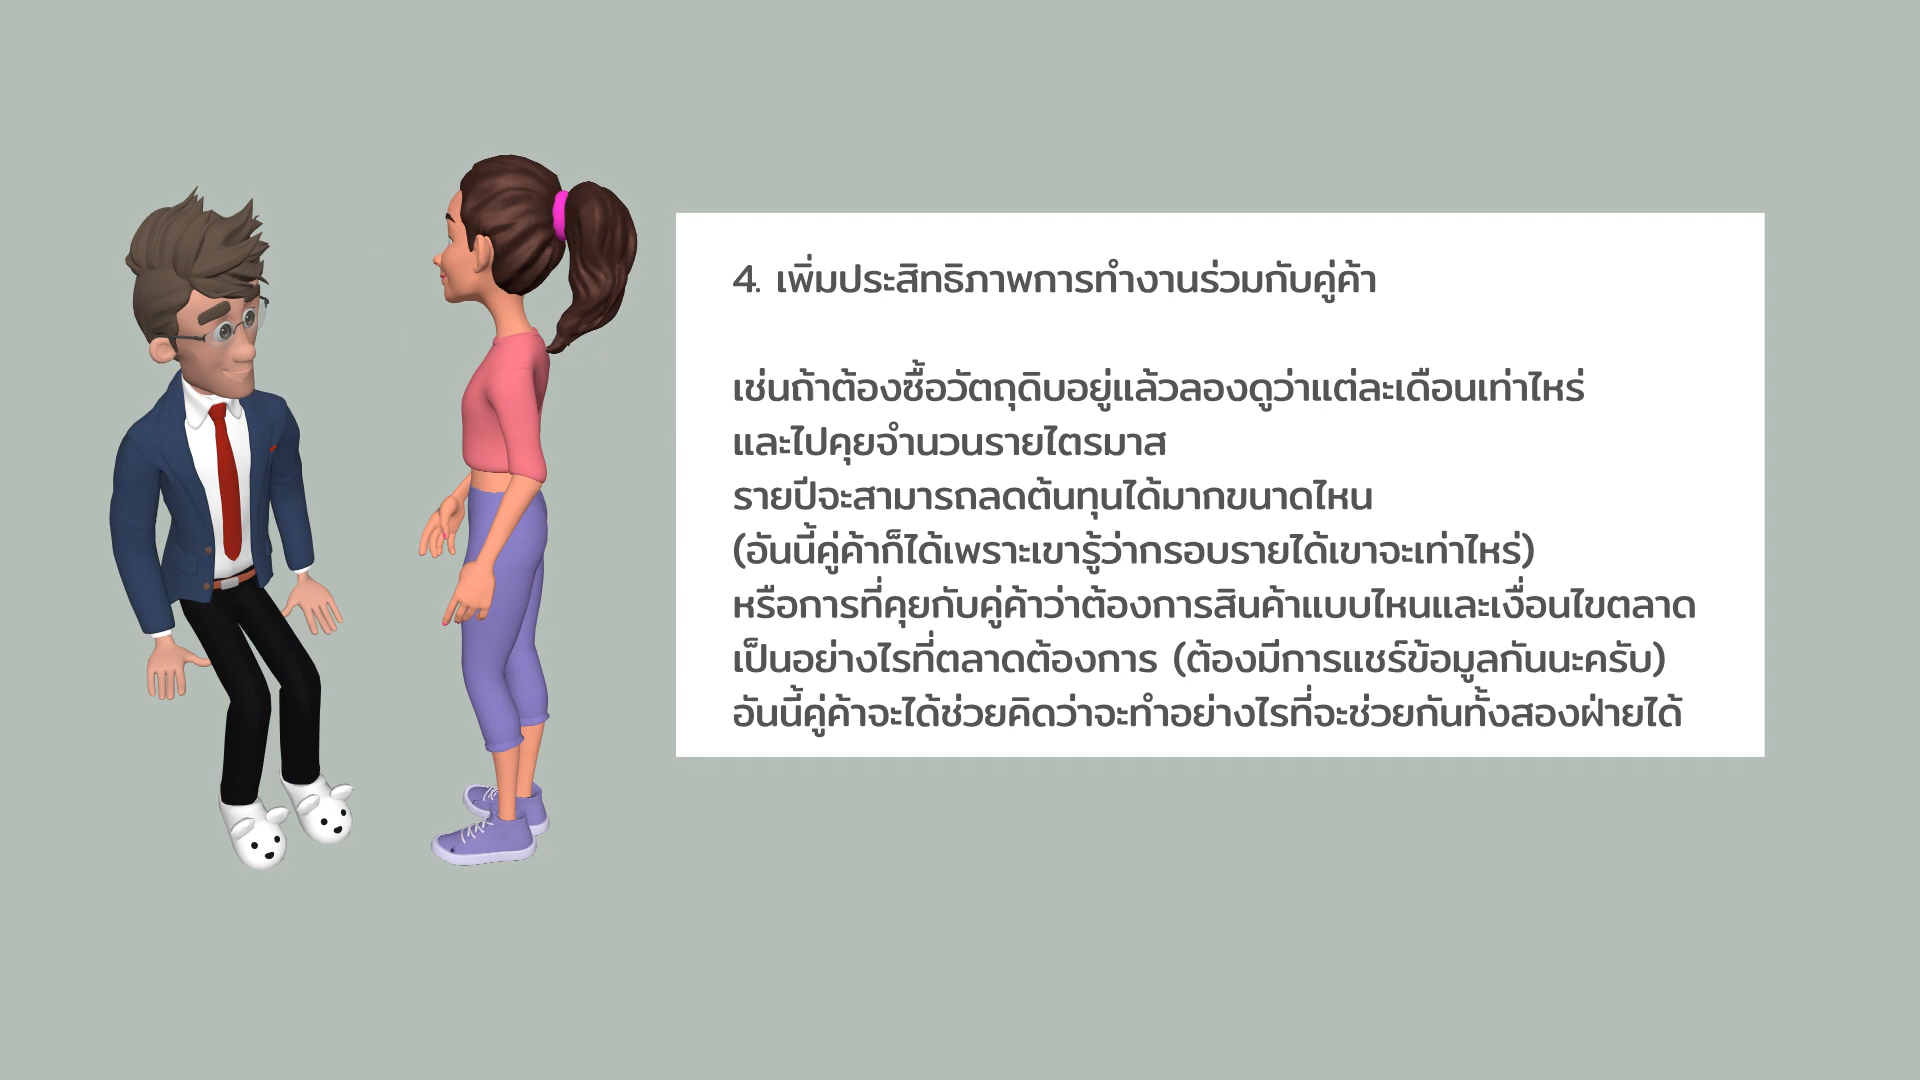 4. เพิ่มประสิทธิภาพการทำงานร่วมกับคู่ค้า
เช่นถ้าต้องซื้อวัตถุดิบอยู่แล้วลองดูว่าแต่ละเดือนเท่าไหร่
และไปคุยจำนวนรายไตรมาส
รายปีจะสามารถลดต้นทุนได้มากขนาดไหน
(อันนี้คู่ค้าก็ได้เพราะเขารู้ว่ากรอบรายได้เขาจะเท่าไหร่)
หรือการที่คุยกับคู่ค้าว่าต้องการสินค้าแบบไหนและเงื่อนไขตลาด
เป็นอย่างไรที่ตลาดต้องการ (ต้องมีการแชร์ข้อมูลกันนะครับ)
อันนี้คู่ค้าจะได้ช่วยคิดว่าจะทำอย่างไรที่จะช่วยกันทั้งสองฝ่ายได้